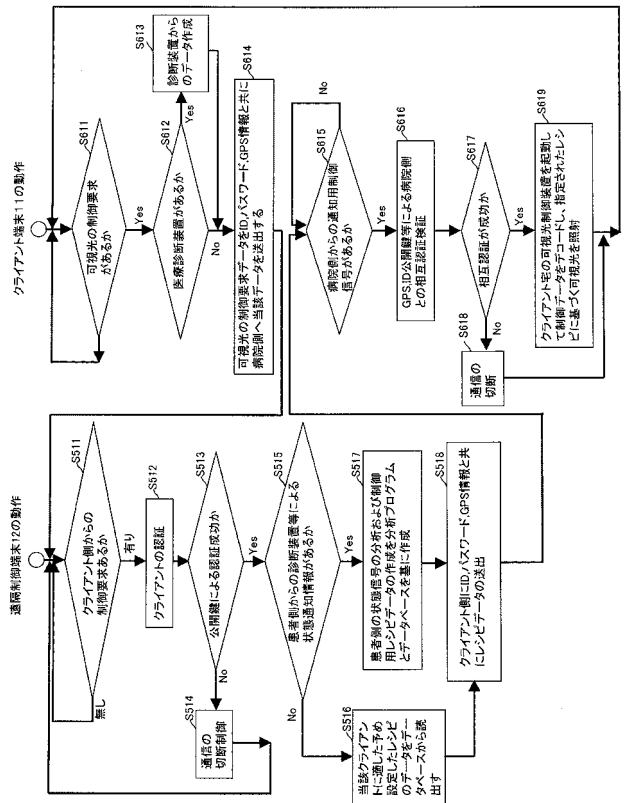 クライアント端末11の動作
S611
可視光の制御要求
があるか
Yes
S612
医療診断装置があるか
Yes
No
S613
診断装置から
のデータ作成
S614
可視光の制御要求データをID,パスワード,GPS情報と共に
病院側へ当該データを送出する
S615
病院側からの通知用制御
信号があるか
No
Yes
S616
GPS,ID公開鍵等による病院側
との相互認証検証
S617
相互認証が成功か
No
Yes
S618
通信の
切断
S619
クライアント宅の可視光制御装置を起動し
て制御データをデコードし、指定されたレシ
ピに基づく可視光を照射
遠隔制御端末12の動作
S511
クライアント側からの
制御要求あるか
無し
有り
S512
クライアントの認証
S513
公開鍵による認証成功か
No
Yes
S514
通信の
切断制御
S515
患者側からの診断装置等による
状態通知情報があるか
No
Yes
S516
当該クライアン
トに適した予め
設定したレシピ
のデータをデー
タベースから読
出す
S517
患者側の状態信号の分析および制御
用レシピデータの作成を分析プログラム
とデータベースを基に作成
S518
クライアント側にID,パスワード,GPS情報と共
にレシピデータの送出